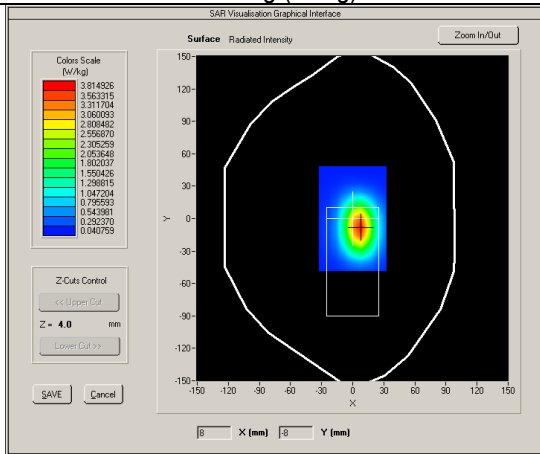 SAR Visualisation Graphical Interface
Surface Radiated Intensity
Zoom In/Out
Colors Scale
(W/kg)
3.814926
3.563315
3.311704
3.060093
2.808482
2.556870
2.305259
2.053648
1.802037
1.550426
1.298815
1.047204
0.795593
0.543981
0.292370
0.040759
Z-Cuts Control
<< Upper Cut
Z = 4.0 mm
Lower Cut >>
SAVE Cancel
150-
120-
90-
60-
30-
0-
-30-
-60-
-90-
-120-
-150-
Y
-150 -120 -90 -60 -30 0 30 60 90 120 150
X
8 X (mm) -8 Y (mm)